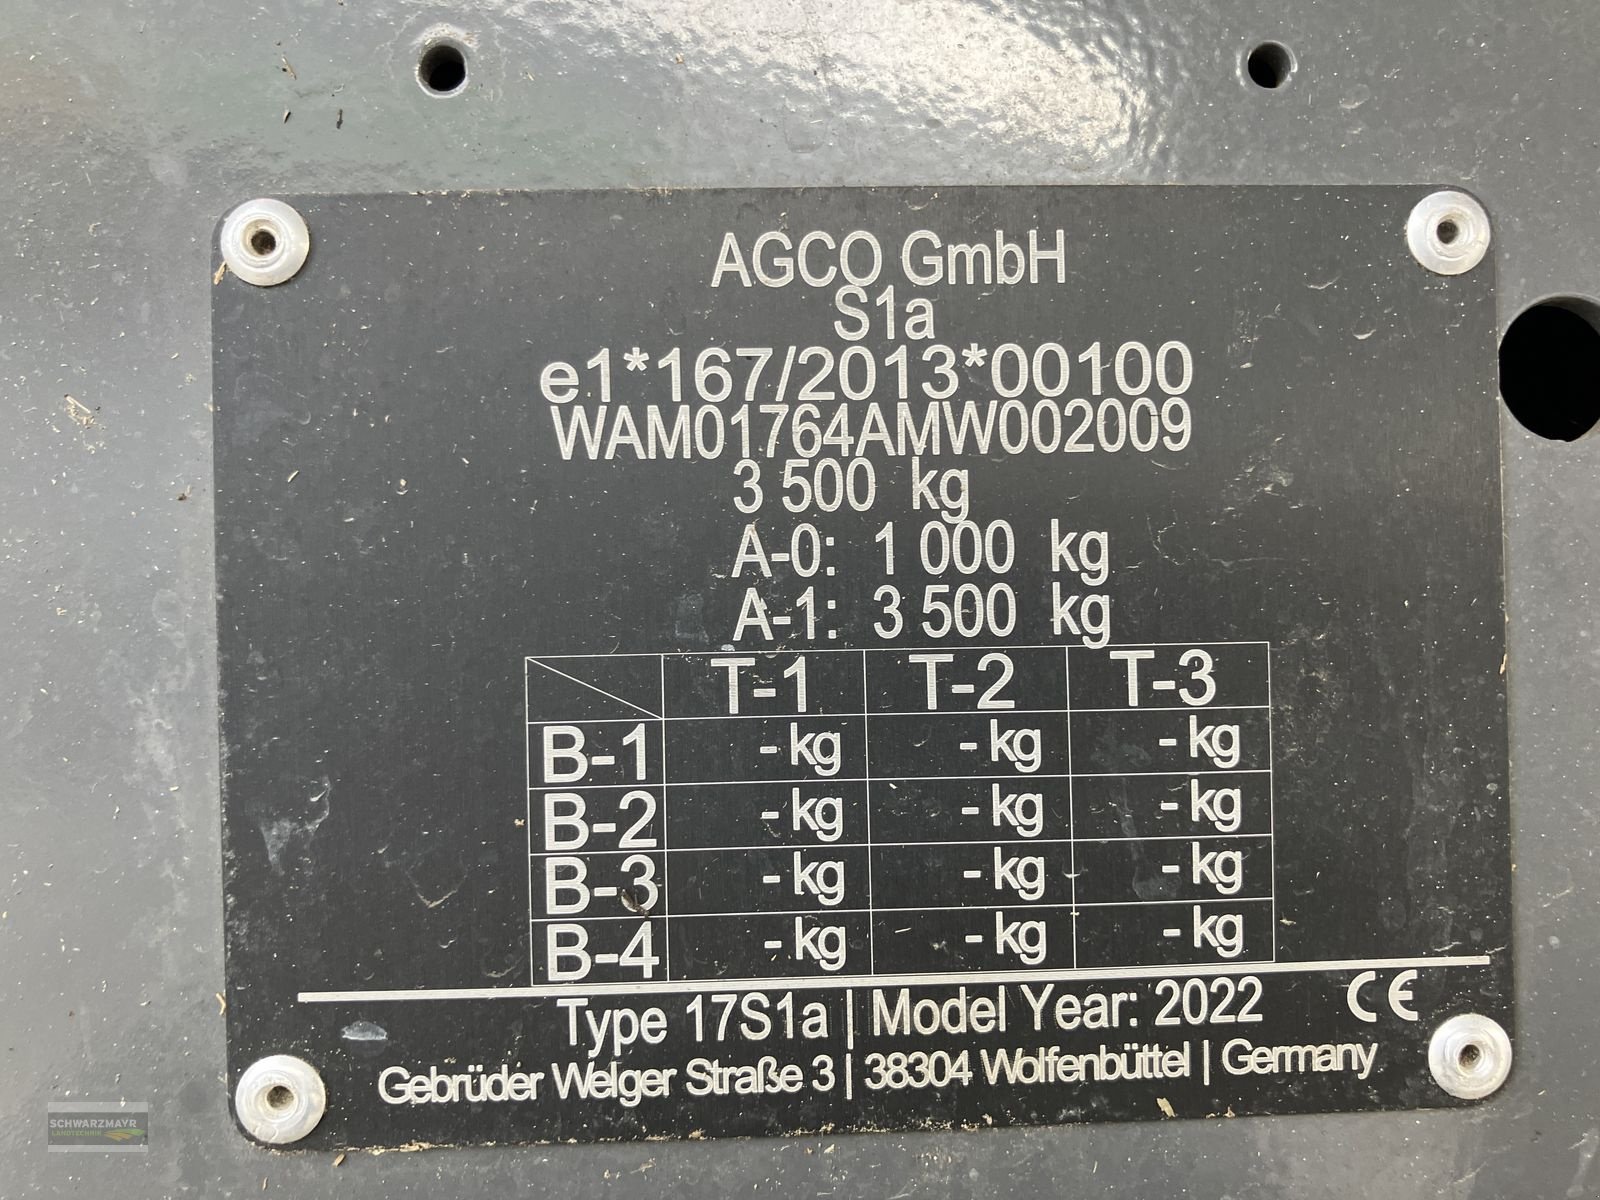 AGCO GmbH
S1a
e1*167/2013*00100
WAM01764AMW002009
3 500 kg
A-0: 1 000 kg
A-1: 3 500 kg
T-1 T-2 T-3
B-1 - kg - kg - kg
B-2 - kg - kg - kg
B-3 - kg - kg - kg
B-4 - kg - kg - kg
Type 17S1a | Model Year: 2022 CE
Gebrüder Welger Straße 3 | 38304 Wolfenbüttel | Germany
SCHWARZMAYR
LANDTECHNIK